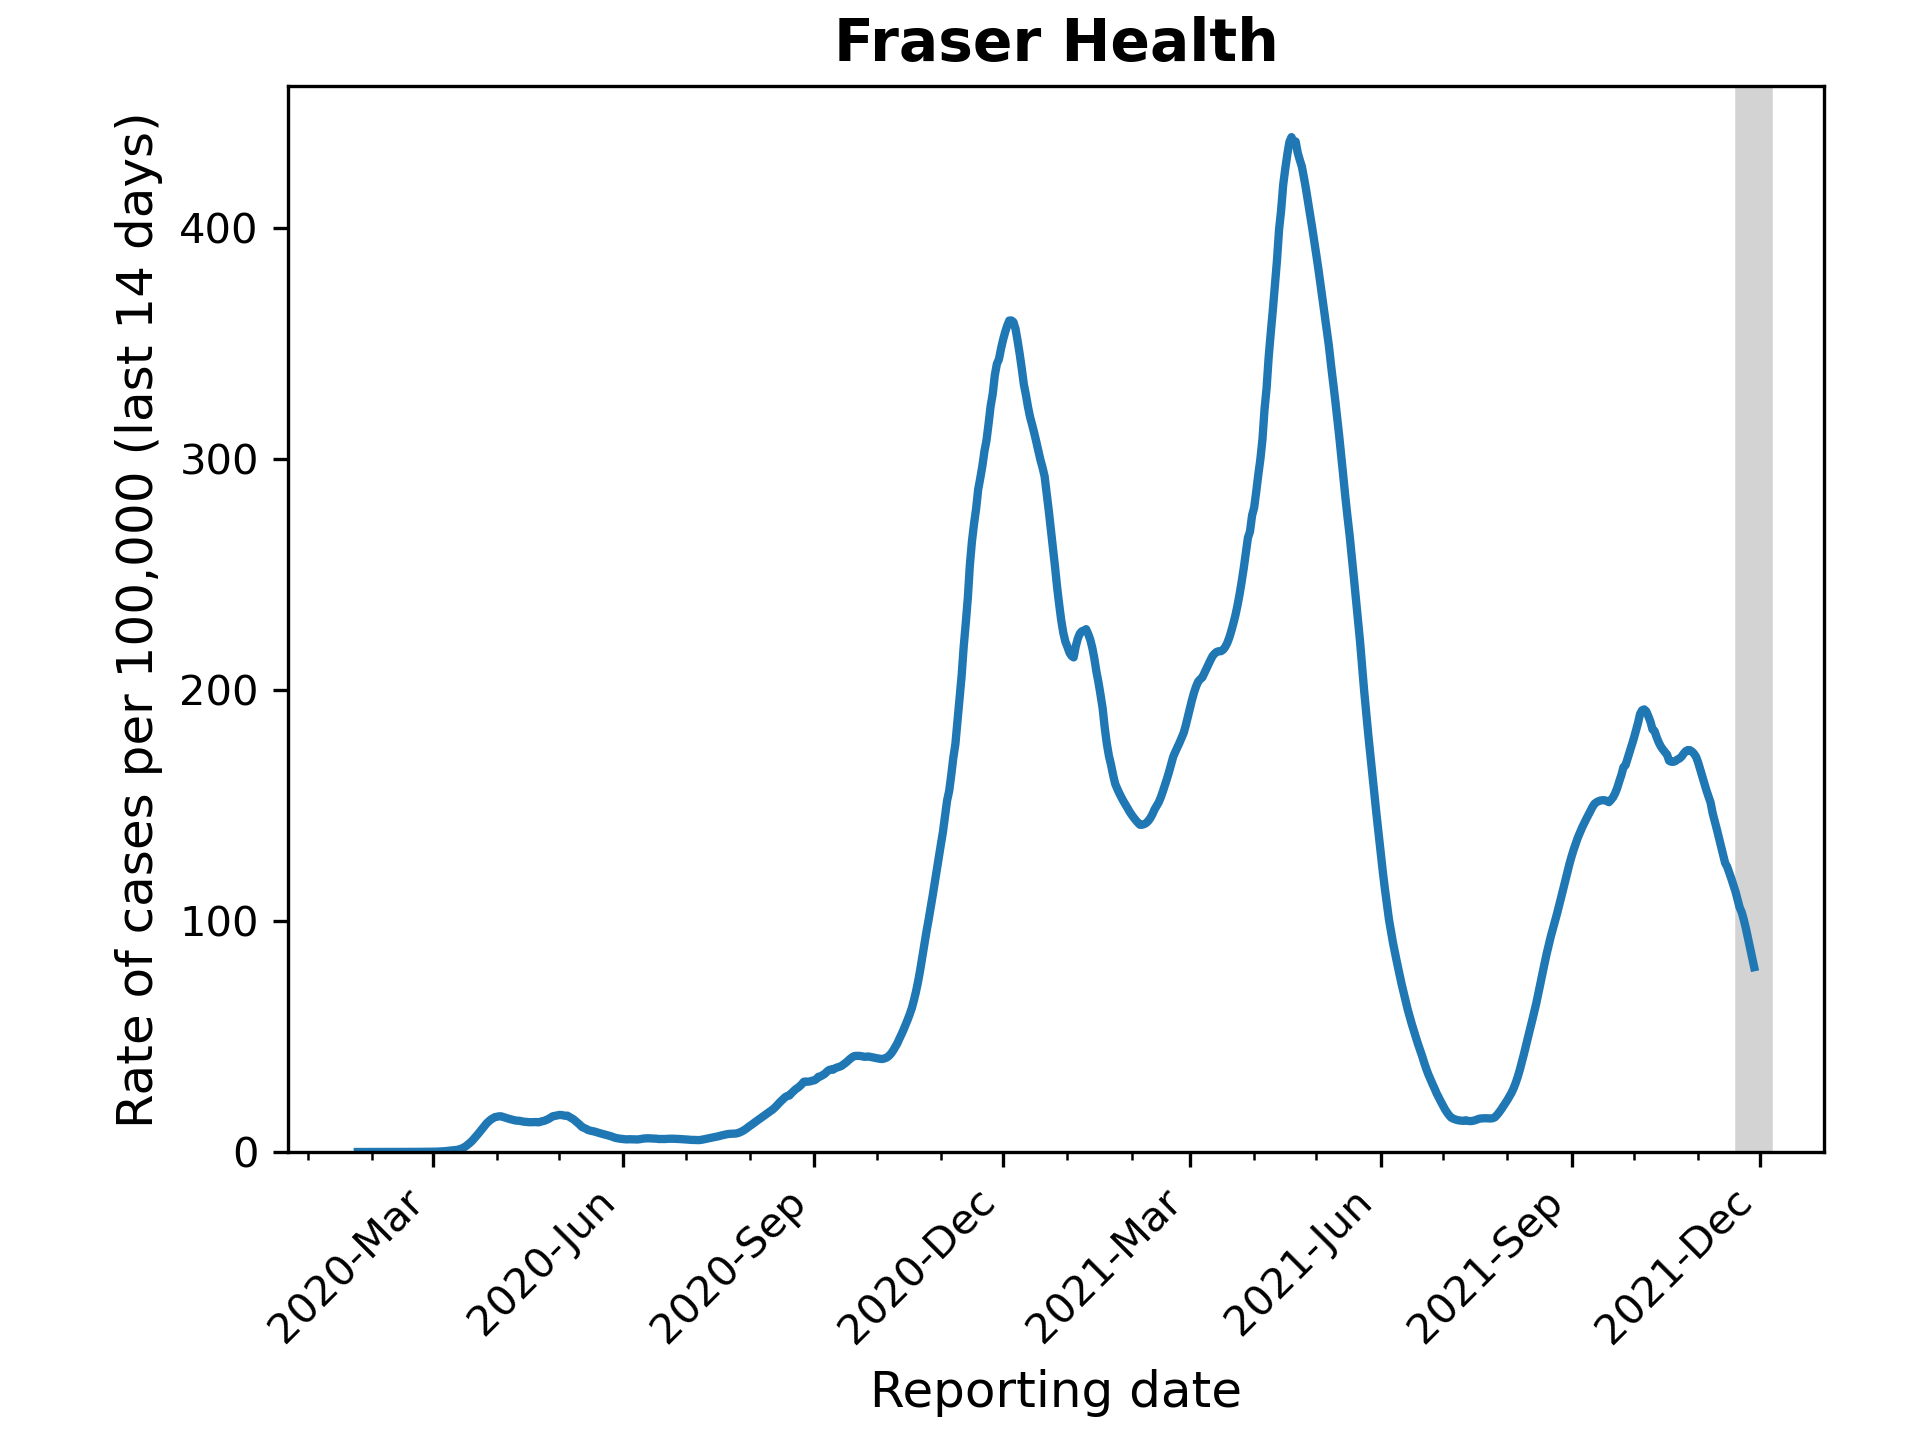 Fraser Health
Rate of cases per 100,000 (last 14 days)
400
300
200
100
0
2020-Mar
2020-Jun
2020-Sep
2020-Dec
2021-Mar
2021-Jun
2021-Sep
2021-Dec
Reporting date